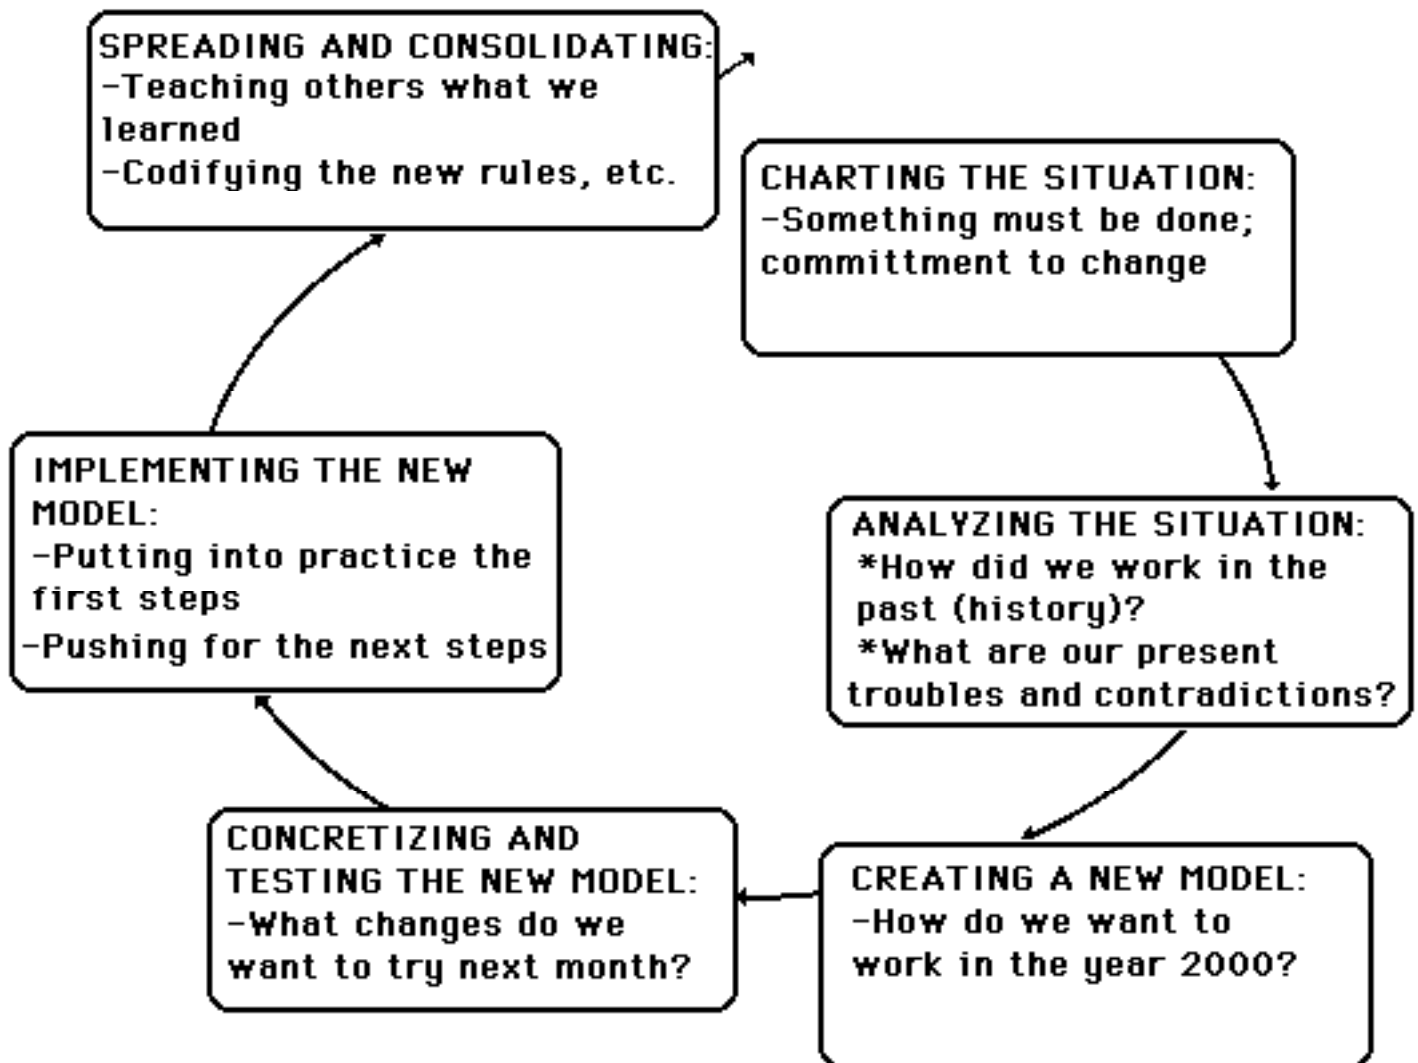 SPREADING AND CONSOLIDATING:
-Teaching others what we
learned
-Codifying the new rules, etc.
CHARTING THE SITUATION:
-Something must be done;
committment to change
ANALYZING THE SITUATION:
*How did we work in the
past (history)?
*What are our present
troubles and contradictions?
CREATING A NEW MODEL:
-How do we want to
work in the year 2000?
CONCRETIZING AND
TESTING THE NEW MODEL:
-What changes do we
want to try next month?
IMPLEMENTING THE NEW
MODEL:
-Putting into practice the
first steps
-Pushing for the next steps